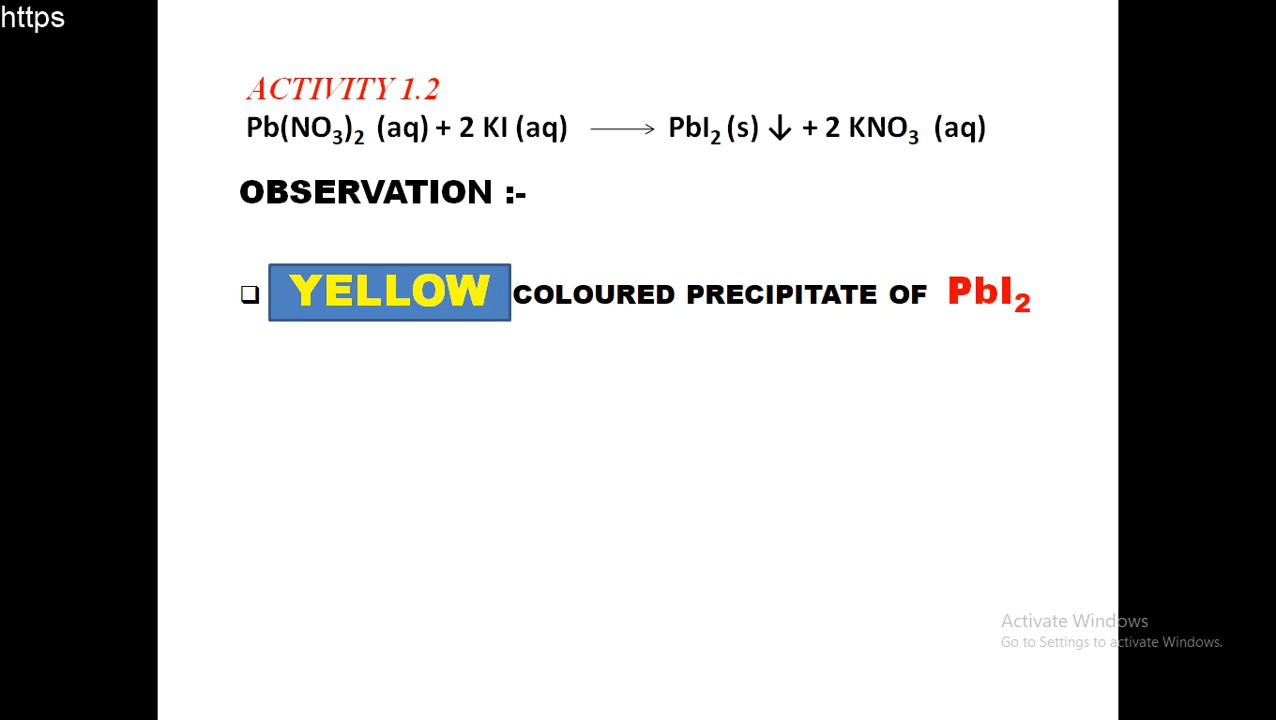 https
ACTIVITY 1.2
Pb(NO₃)₂ (aq) + 2 KI (aq) ⟶ PbI₂ (s) ↓ + 2 KNO₃ (aq)
OBSERVATION :-
❑ YELLOW COLOURED PRECIPITATE OF PbI₂
Activate Windows
Go to Settings to activate Windows.